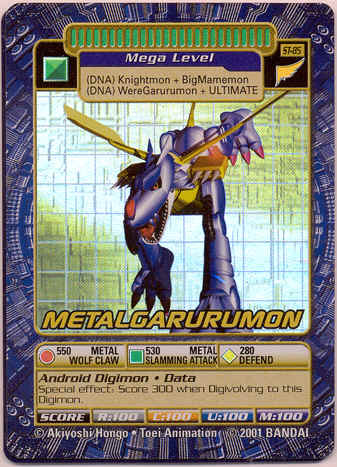 St-05
Mega Level
(DNA) Knightmon + BigMamemon
(DNA) WereGarurumon + ULTIMATE
METALGARURUMON
550 METAL WOLF CLAW
530 METAL SLAMMING ATTACK
280 DEFEND
Android Digimon • Data
Special effect: Score 300 when Digivolving to this
Digimon.
SCORE R:100 C:100 U:100 M:100
© Akiyoshi Hongo • Toei Animation © 2001 BANDAI